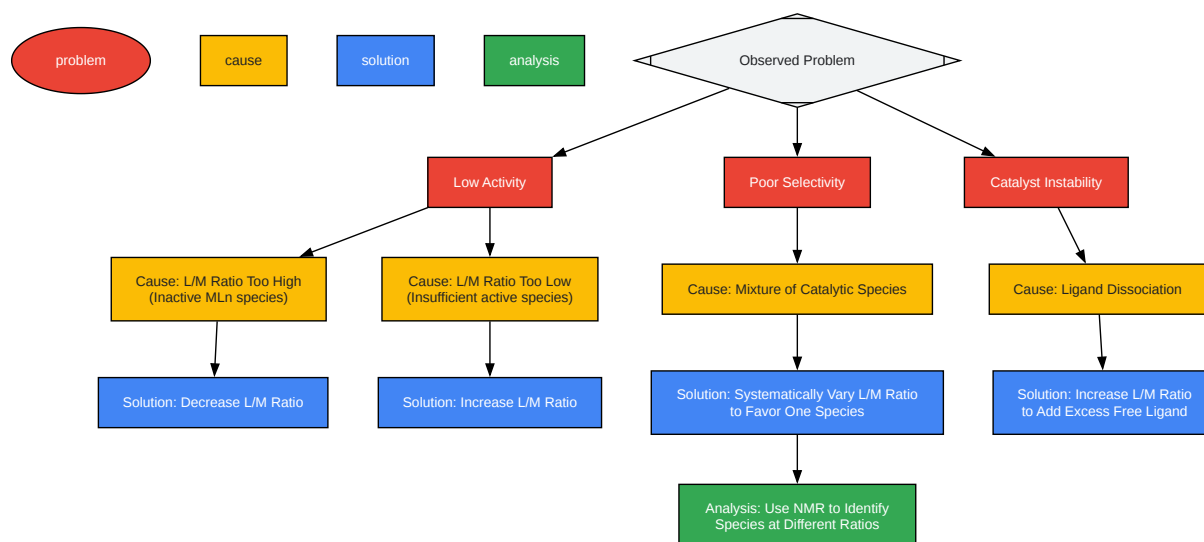 problem
cause
solution
analysis
Observed Problem
Low Activity
Poor Selectivity
Catalyst Instability
Cause: L/M Ratio Too High
(Inactive MLn species)
Cause: L/M Ratio Too Low
(Insufficient active species)
Cause: Mixture of Catalytic Species
Cause: Ligand Dissociation
Solution: Decrease L/M Ratio
Solution: Increase L/M Ratio
Solution: Systematically Vary L/M Ratio
to Favor One Species
Solution: Increase L/M Ratio
to Add Excess Free Ligand
Analysis: Use NMR to Identify
Species at Different Ratios